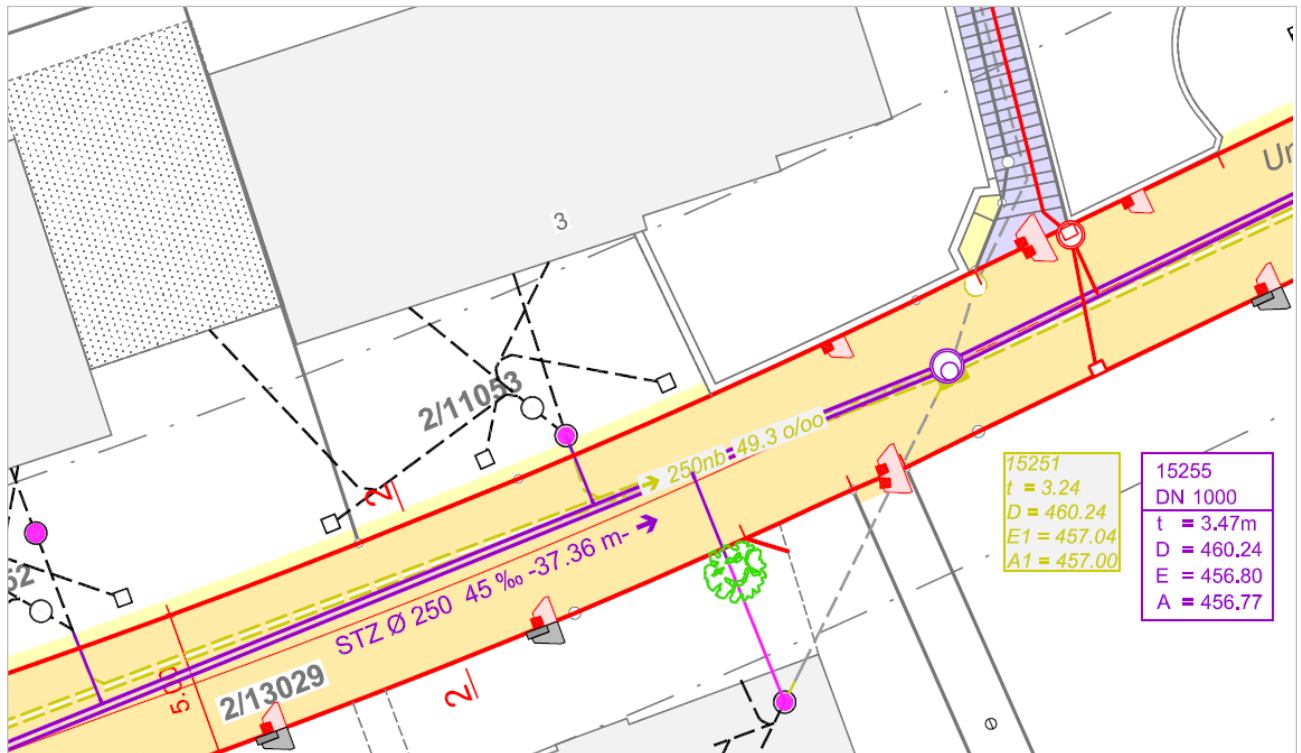 3
Un
2/11053
2
→ 250nb 49.3 o/oo
STZ Ø 250 45 ‰ -37.36 m- →
52
5.00
2/13029
2
15251
t = 3.24
D = 460.24
E1 = 457.04
A1 = 457.00
15255
DN 1000
t = 3.47m
D = 460.24
E = 456.80
A = 456.77